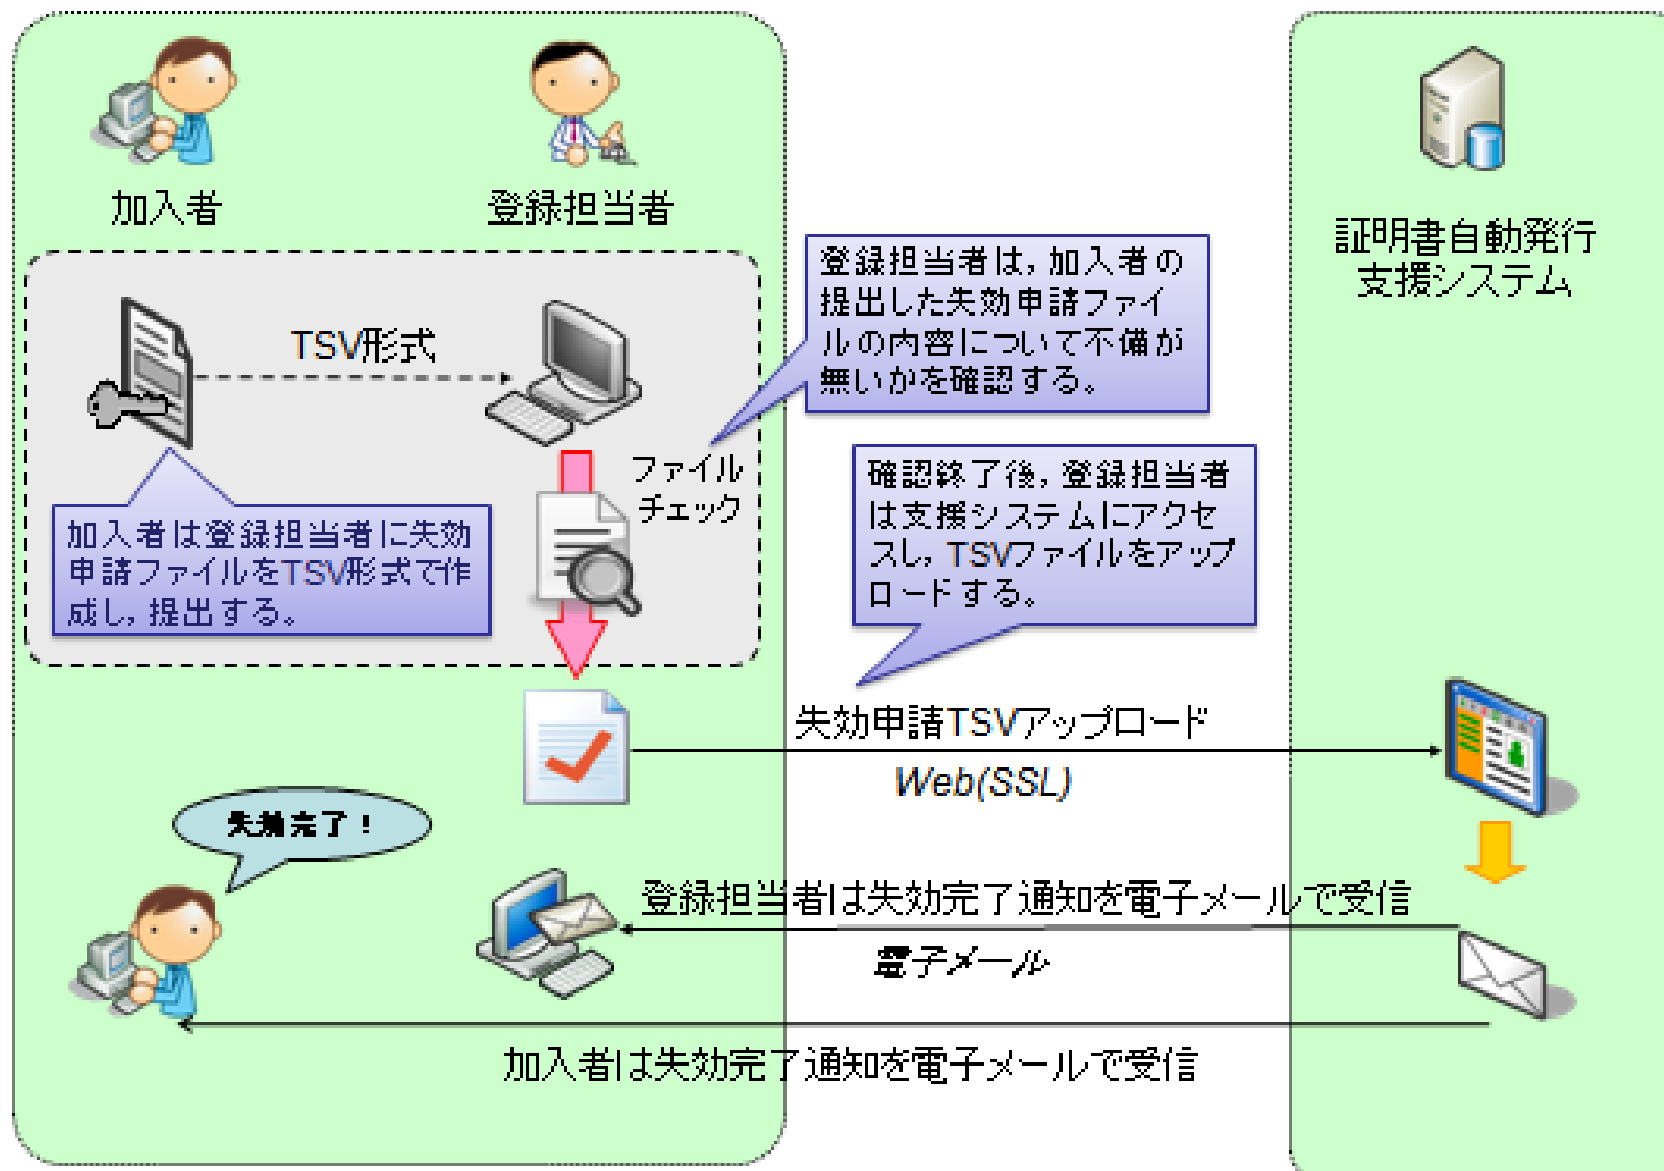 加入者
登録担当者
証明書自動発行
支援システム
TSV形式
登録担当者は，加入者の
提出した失効申請ファイ
ルの内容について不備が
無いかを確認する。
ファイル
チェック
加入者は登録担当者に失効
申請ファイルをTSV形式で作
成し，提出する。
確認終了後，登録担当者
は支援システムにアクセ
スし，TSVファイルをアップ
ロードする。
失効申請TSVアップロード
Web(SSL)
失効完了！
登録担当者は失効完了通知を電子メールで受信
電子メール
加入者は失効完了通知を電子メールで受信